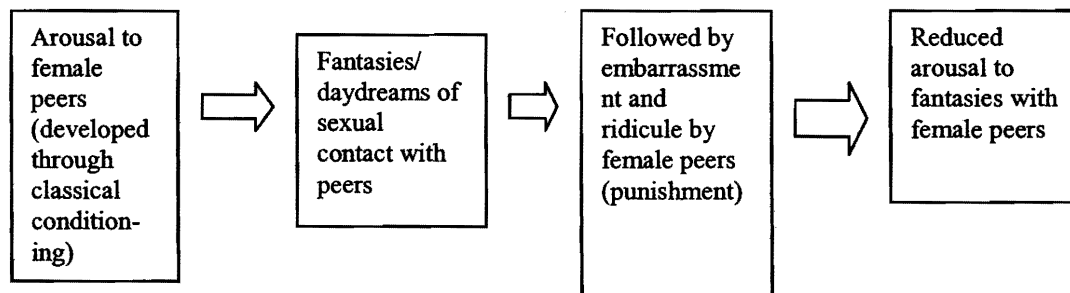 Arousal to
female
peers
(developed
through
classical
condition-
ing)
Fantasies/
daydreams of
sexual
contact with
peers
Followed by
embarrassme
nt and
ridicule by
female peers
(punishment)
Reduced
arousal to
fantasies with
female peers